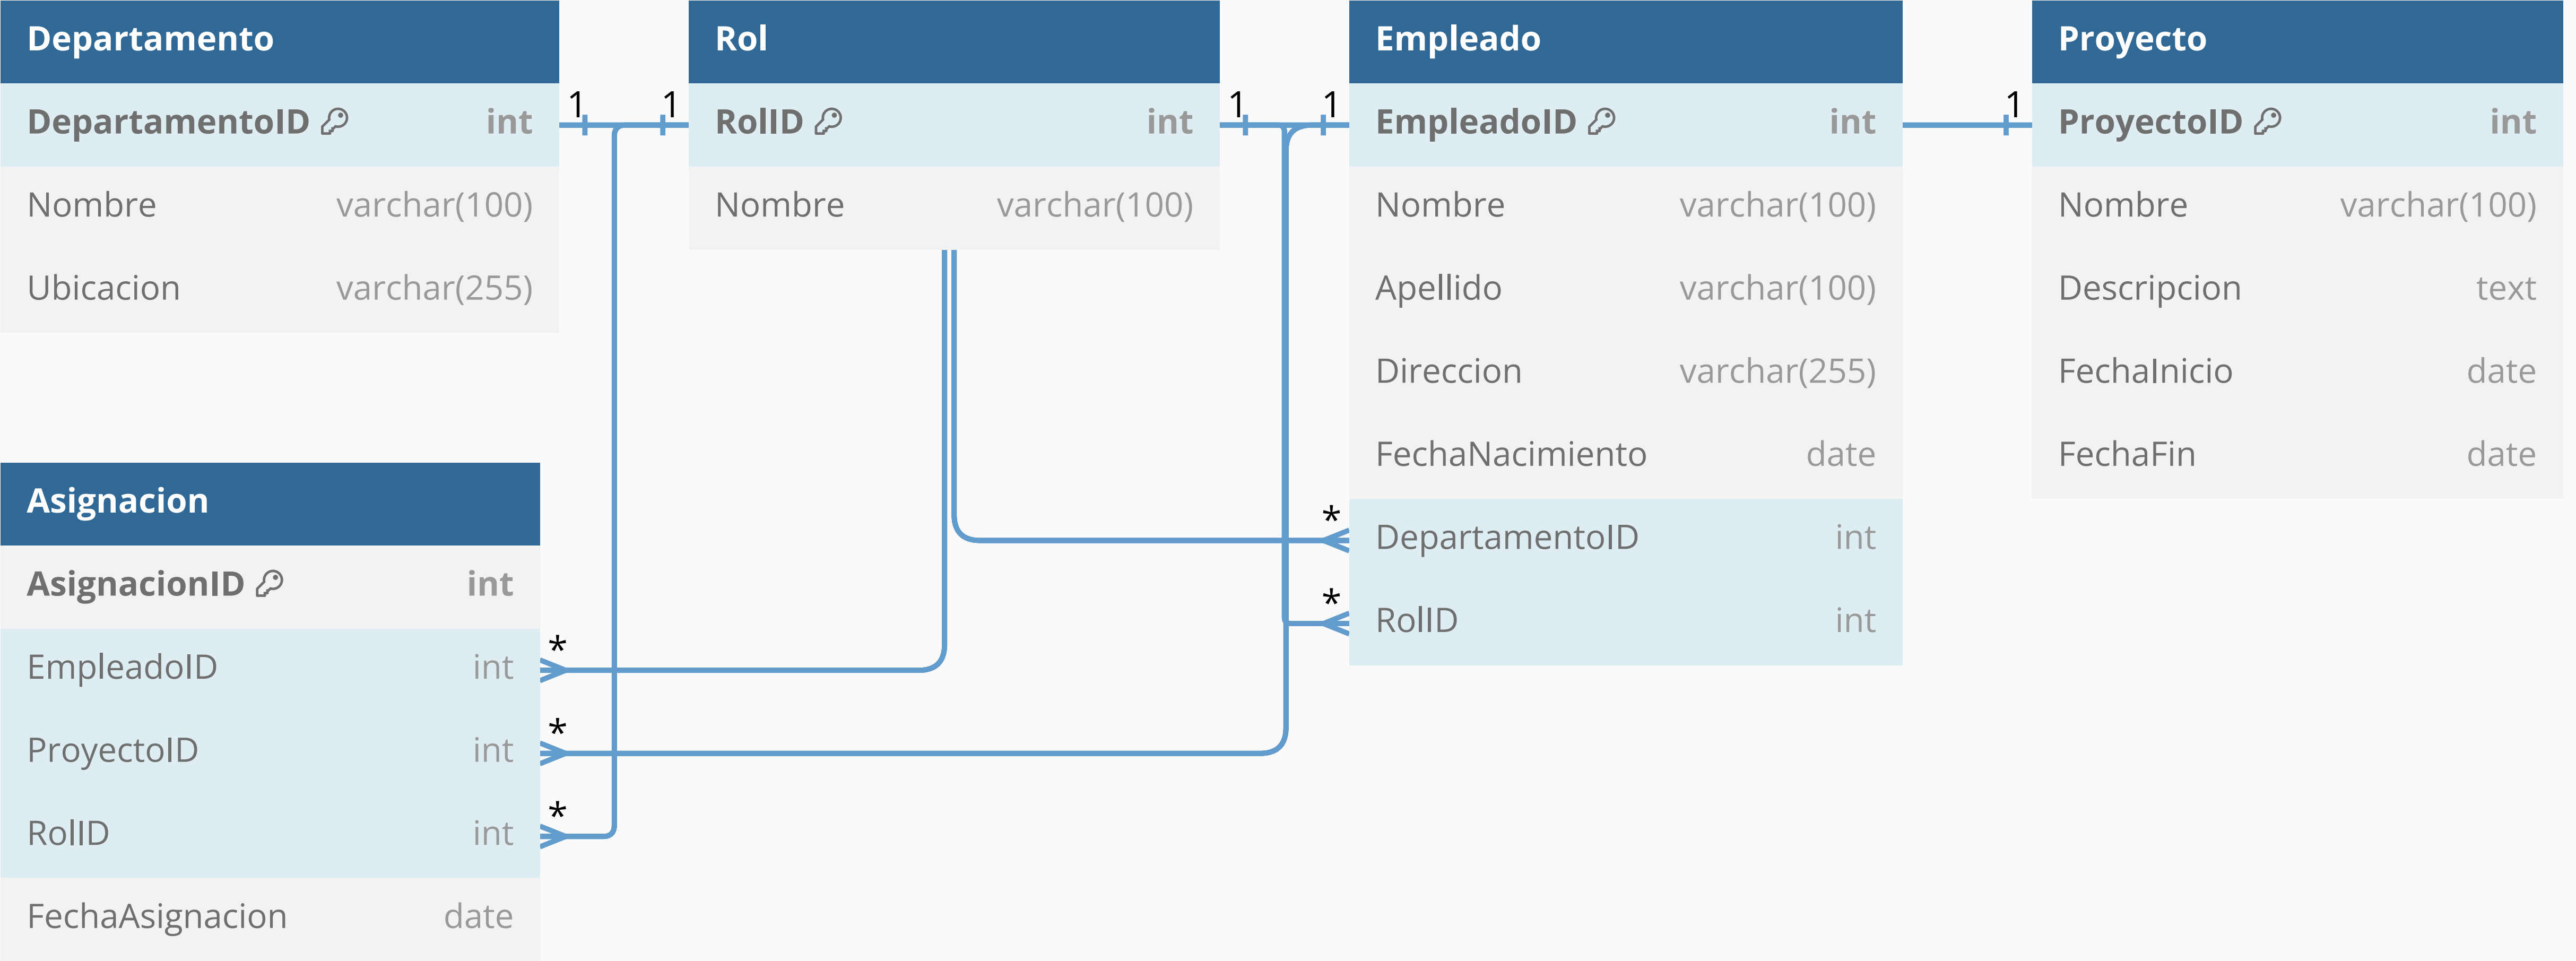 Departamento
DepartamentoID int
Nombre varchar(100)
Ubicacion varchar(255)
1 1
Rol
RolID int
Nombre varchar(100)
1 1
Empleado
EmpleadoID int
Nombre varchar(100)
Apellido varchar(100)
Direccion varchar(255)
FechaNacimiento date
* DepartamentoID int
* RolID int
1
Proyecto
ProyectoID int
Nombre varchar(100)
Descripcion text
FechaInicio date
FechaFin date
Asignacion
AsignacionID int
EmpleadoID int *
ProyectoID int *
RolID int *
FechaAsignacion date